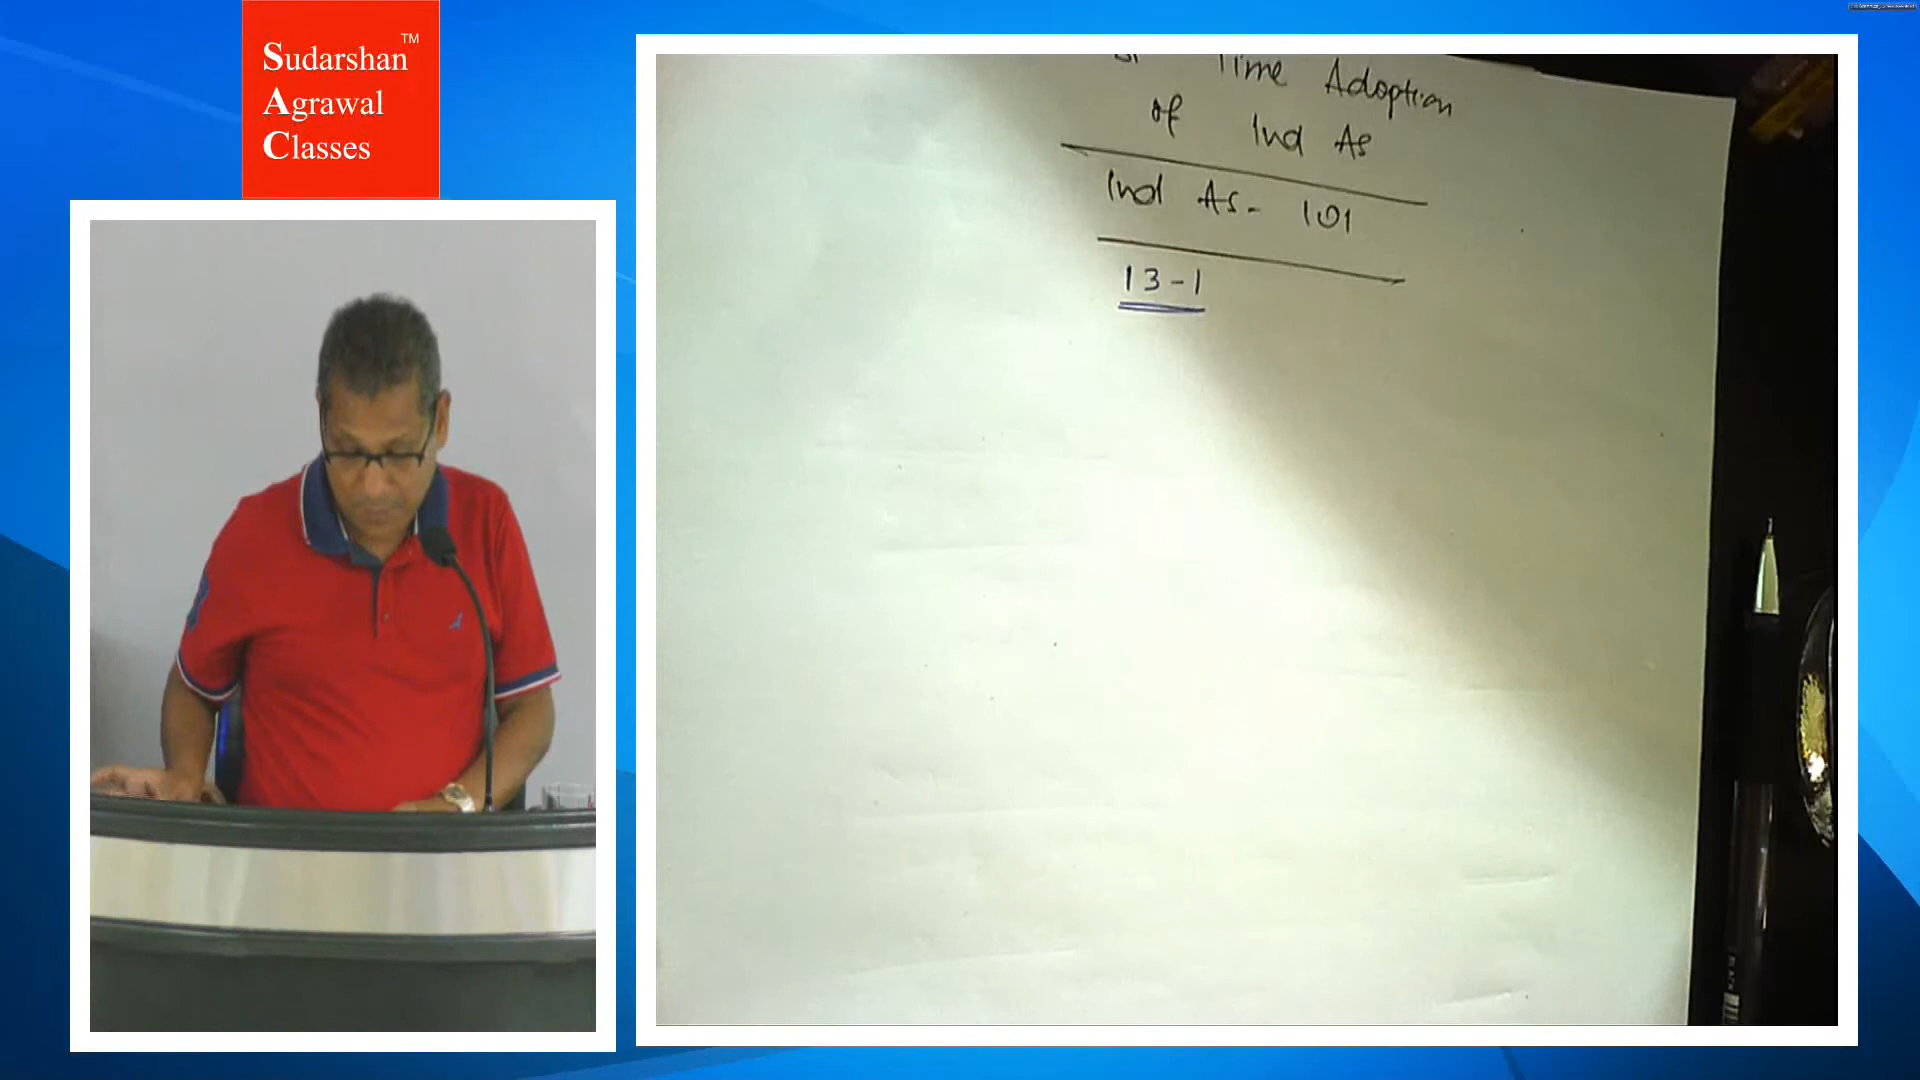 Sudarshan™
Agrawal
Classes
Time Adoption
of Ind As
Ind As - 101
13-1